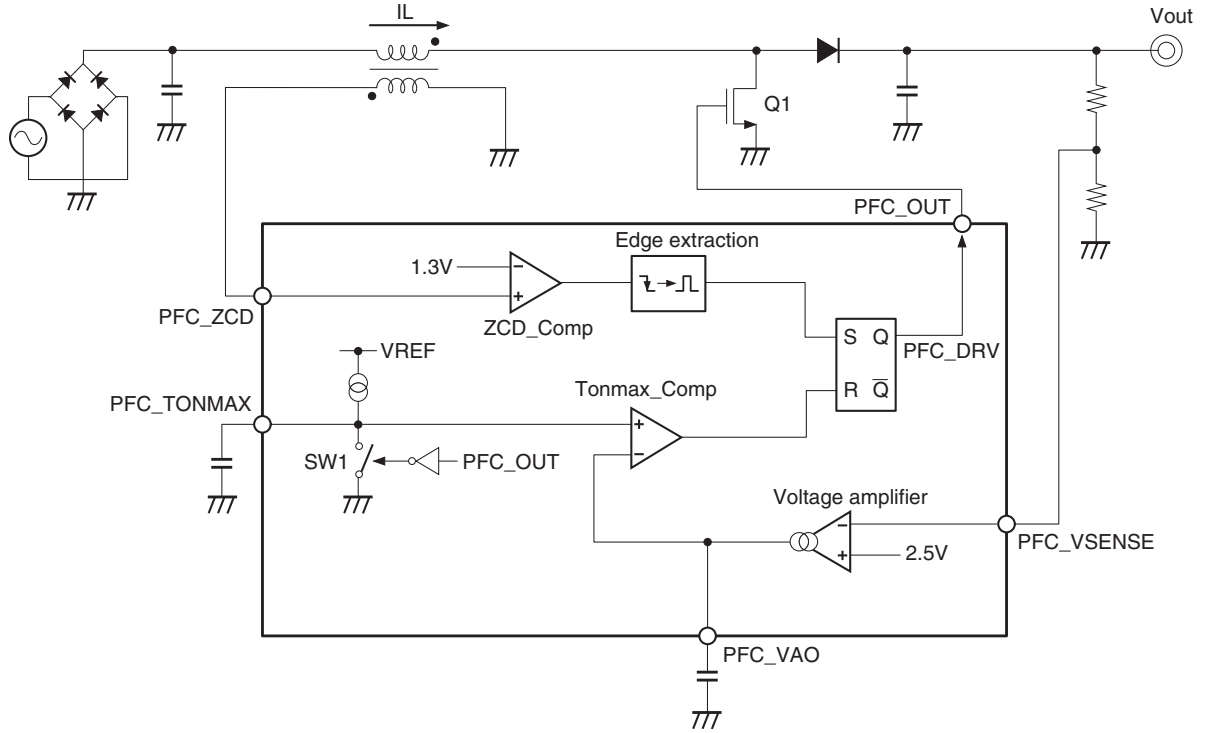 IL
Vout
Q1
PFC_OUT
Edge extraction
1.3V
−
+
PFC_ZCD
ZCD_Comp
S Q
PFC_DRV
VREF
R Q̅
Tonmax_Comp
PFC_TONMAX
+
−
SW1
PFC_OUT
Voltage amplifier
−
PFC_VSENSE
+
2.5V
PFC_VAO